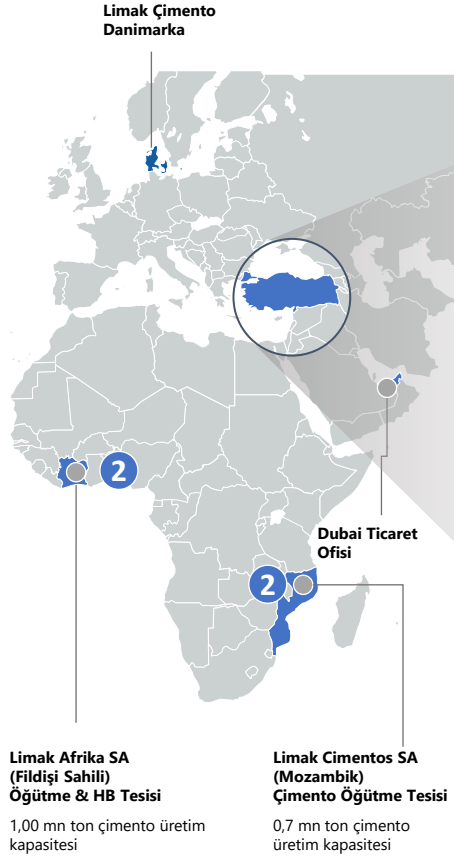 Limak Çimento
Danimarka
2
Dubai Ticaret
Ofisi
2
Limak Afrika SA
(Fildişi Sahili)
Öğütme & HB Tesisi
1,00 mn ton çimento üretim
kapasitesi
Limak Cimentos SA
(Mozambik)
Çimento Öğütme Tesisi
0,7 mn ton çimento
üretim kapasitesi